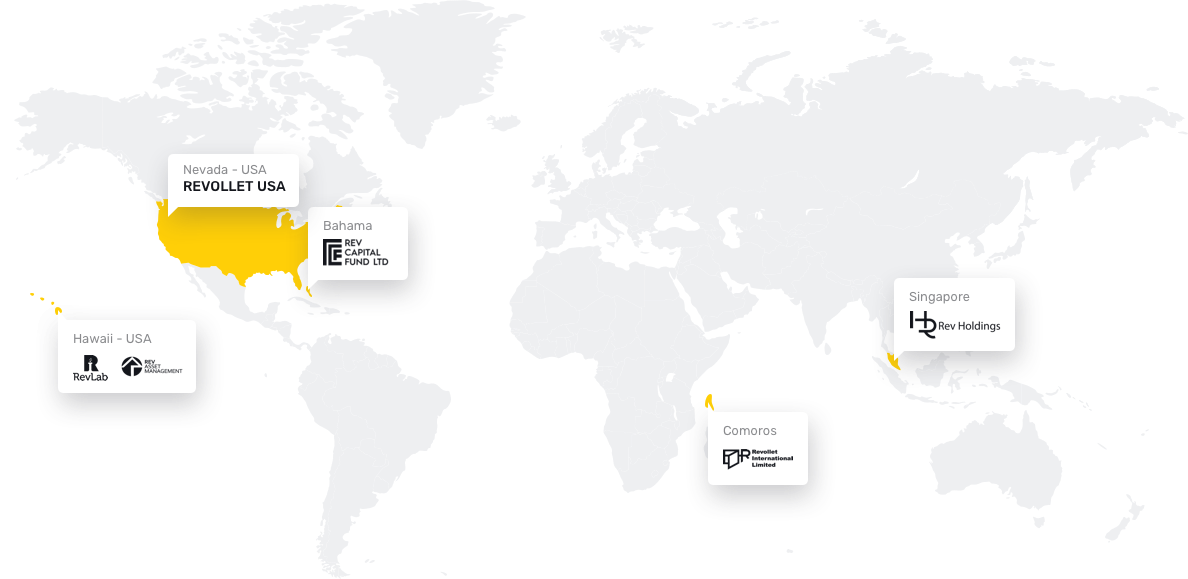 Nevada - USA
REVOLLET USA
Bahama
REV
CAPITAL
FUND LTD
Hawaii - USA
RevLab
REV
ASSET
MANAGEMENT
Singapore
Rev Holdings
Comoros
Revollet
International
Limited